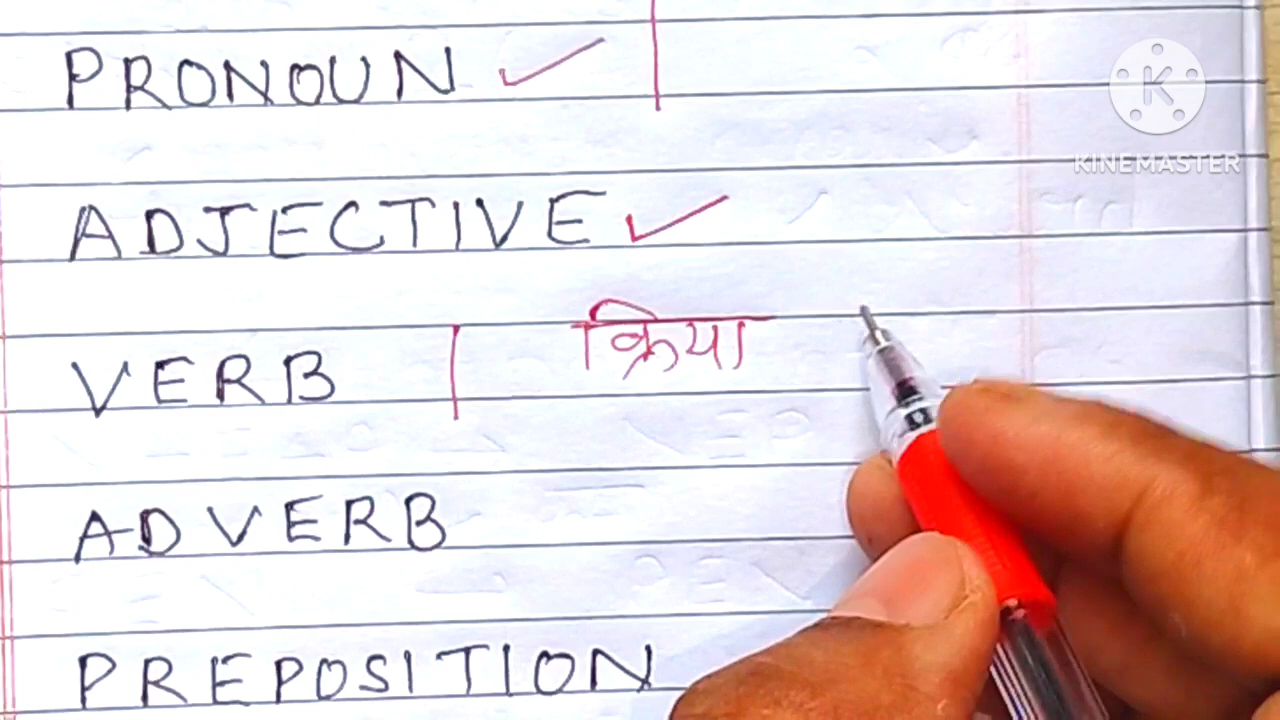 PRONOUN
ADJECTIVE
VERB क्रिया
ADVERB
PREPOSITION
K
KINEMASTER